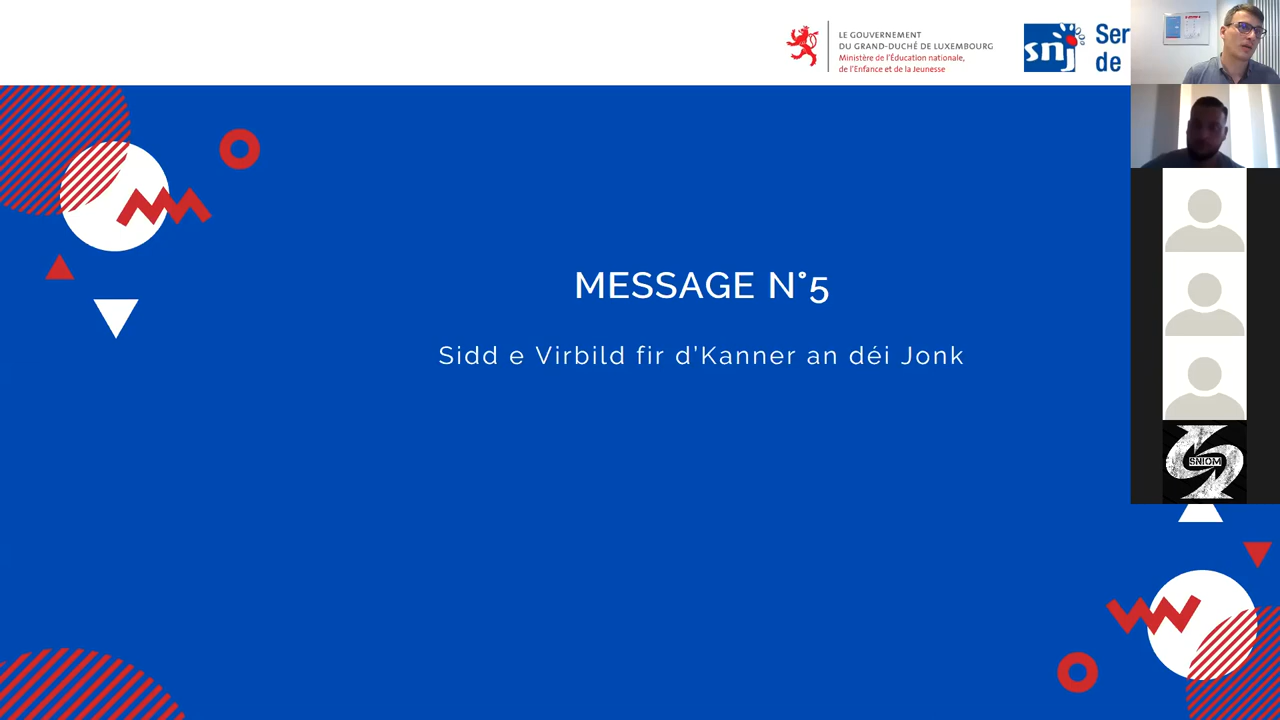 LE GOUVERNEMENT
DU GRAND-DUCHÉ DE LUXEMBOURG
Ministère de l'Éducation nationale,
de l'Enfance et de la Jeunesse
snj
Ser
de
MESSAGE N°5
Sidd e Virbild fir d'Kanner an déi Jonk
SNIOM